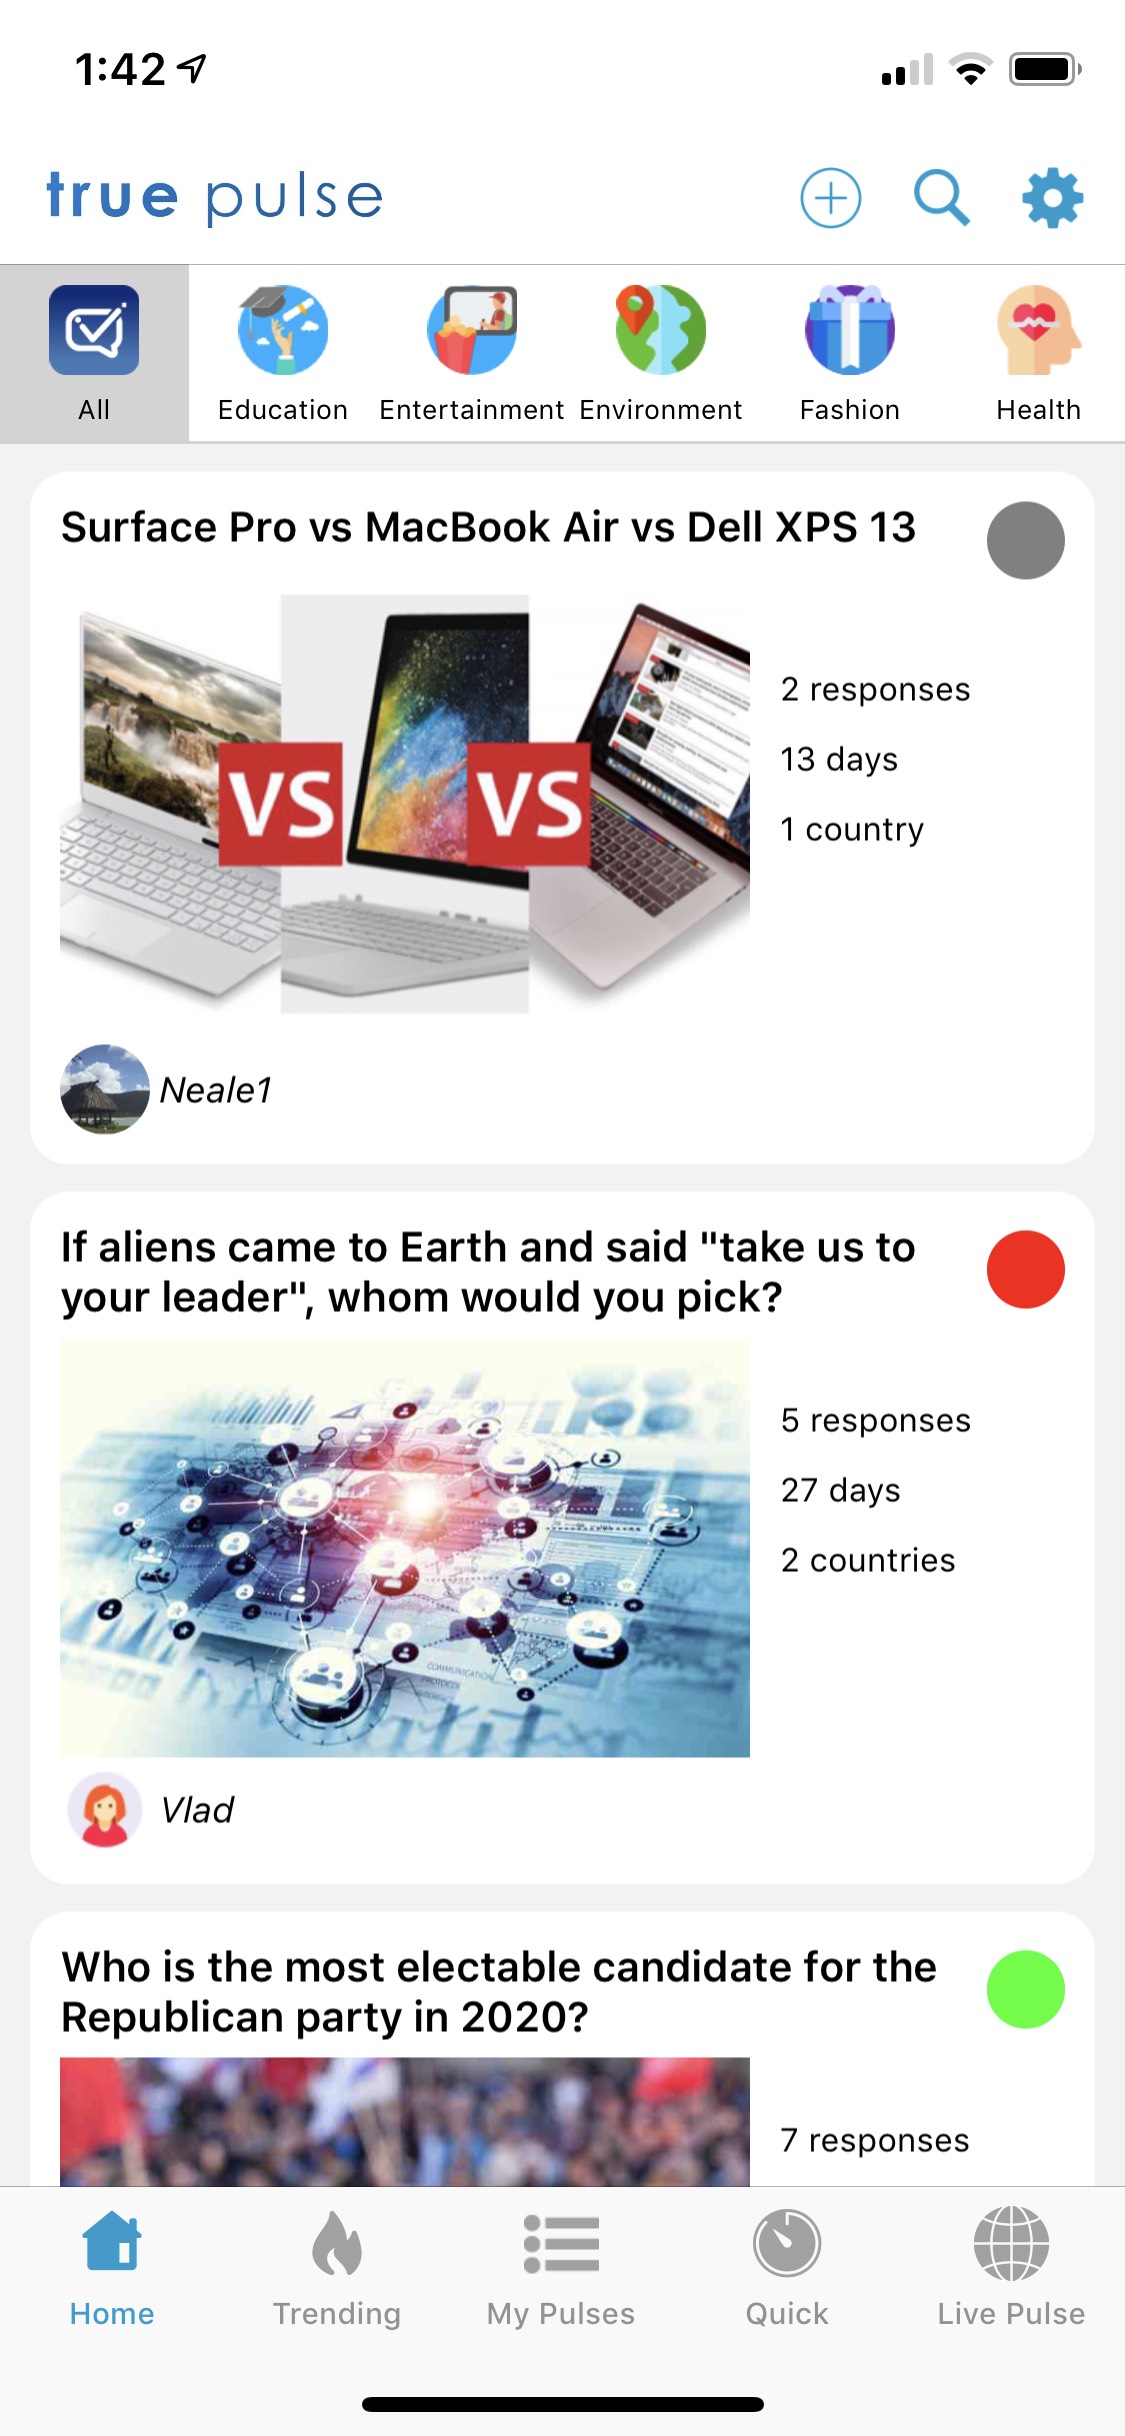 1:42
true pulse
All
Education
Entertainment
Environment
Fashion
Health
Surface Pro vs MacBook Air vs Dell XPS 13
VS
VS
2 responses
13 days
1 country
Neale1
If aliens came to Earth and said "take us to
your leader", whom would you pick?
5 responses
27 days
2 countries
COMMUNICATION
Vlad
Who is the most electable candidate for the
Republican party in 2020?
7 responses
Home
Trending
My Pulses
Quick
Live Pulse